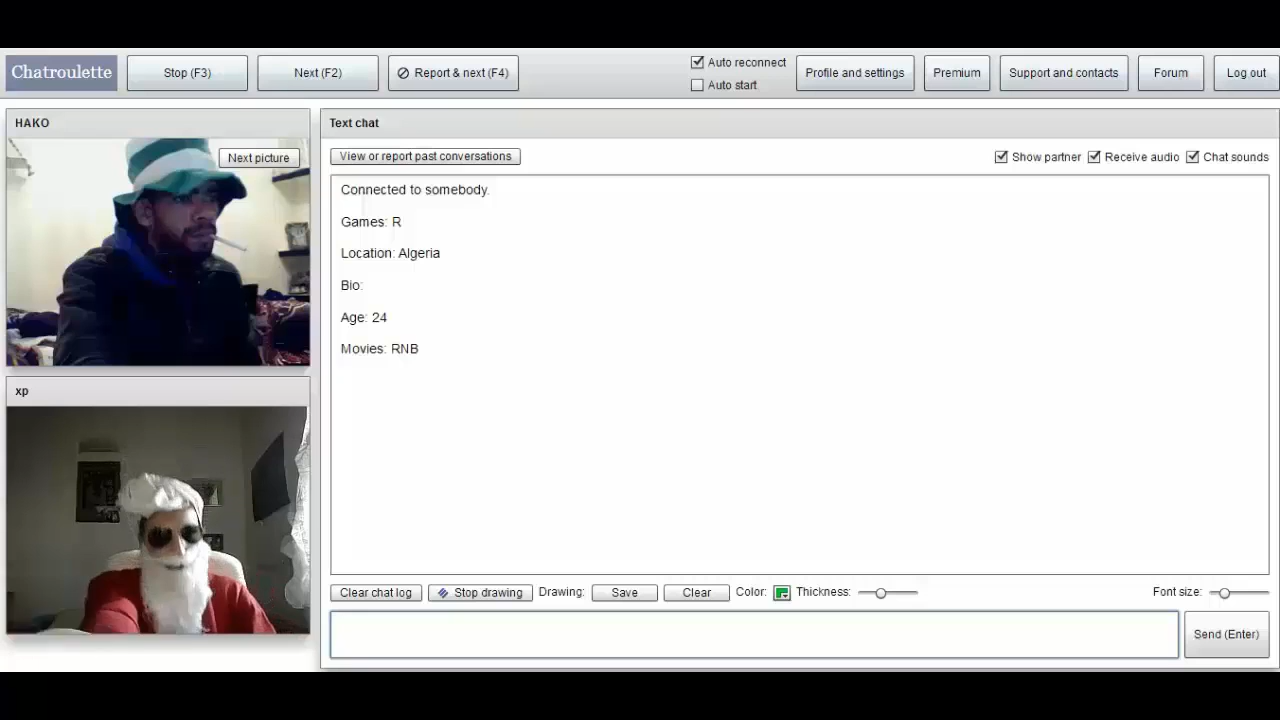 Chatroulette
Stop (F3)
Next (F2)
Report & next (F4)
Auto reconnect
Auto start
Profile and settings
Premium
Support and contacts
Forum
Log out
HAKO
Next picture
xp
Text chat
View or report past conversations
Show partner
Receive audio
Chat sounds
Connected to somebody.
Games: R
Location: Algeria
Bio:
Age: 24
Movies: RNB
Clear chat log
Stop drawing
Drawing:
Save
Clear
Color:
Thickness:
Font size:
Send (Enter)